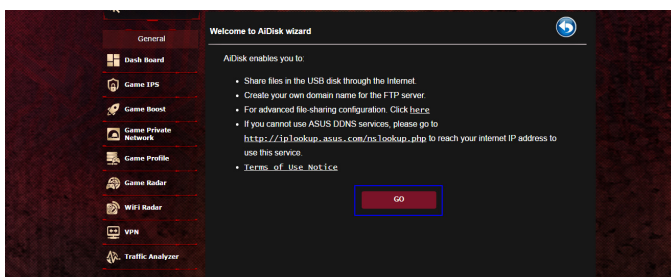 General
Dash Board
Game IPS
Game Boost
Game Private
Network
Game Profile
Game Radar
WiFi Radar
VPN
Traffic Analyzer
Welcome to AiDisk wizard
AiDisk enables you to:
• Share files in the USB disk through the Internet.
• Create your own domain name for the FTP server.
• For advanced file-sharing configuration. Click here
• If you cannot use ASUS DDNS services, please go to
http://iplookup.asus.com/nslookup.php to reach your internet IP address to
use this service.
• Terms of Use Notice
GO